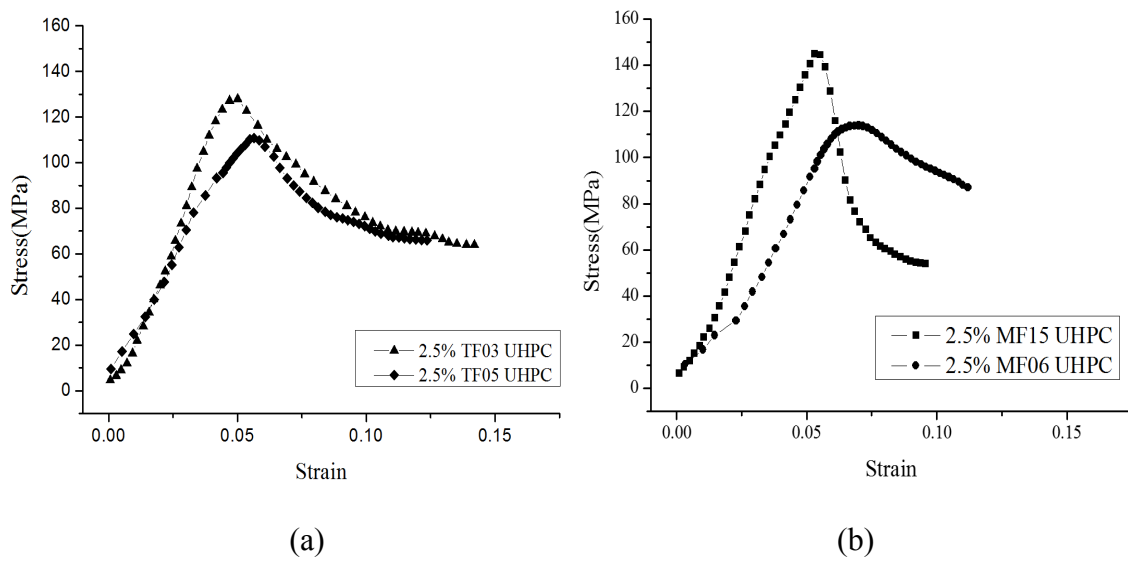 160
140
120
100
80
60
40
20
0
Stress(MPa)
2.5% TF03 UHPC
2.5% TF05 UHPC
0.00
0.05
0.10
0.15
Strain
(a)
160
140
120
100
80
60
40
20
0
Stress(MPa)
2.5% MF15 UHPC
2.5% MF06 UHPC
0.00
0.05
0.10
0.15
Strain
(b)